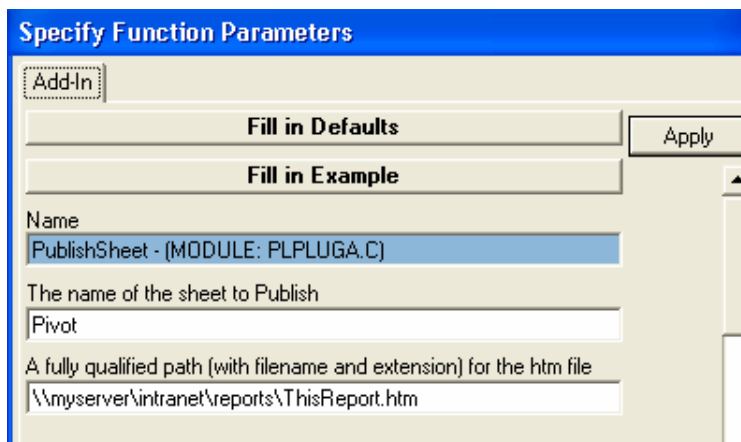 Specify Function Parameters
Add-In
Fill in Defaults
Apply
Fill in Example
Name
PublishSheet - (MODULE: PLPLUGA.C)
The name of the sheet to Publish
Pivot
A fully qualified path (with filename and extension) for the htm file
\\myserver\intranet\reports\ThisReport.htm